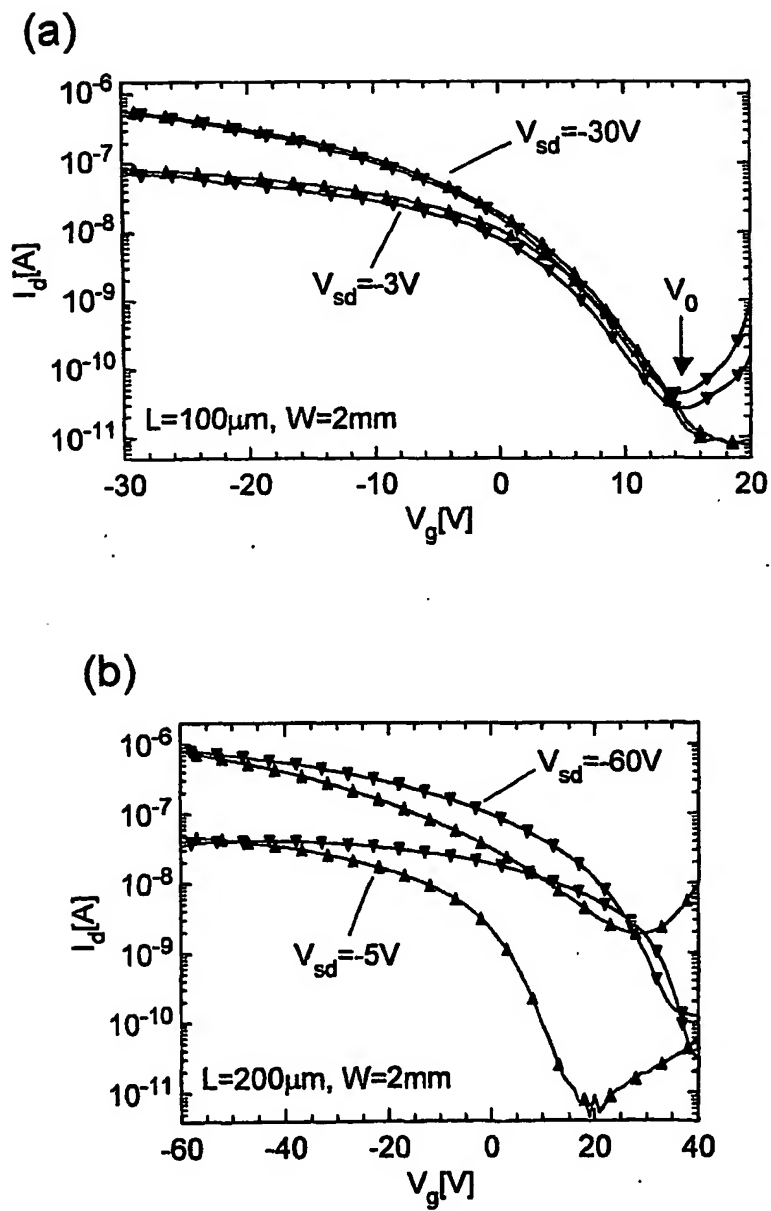 (a)
10⁻⁶
10⁻⁷
10⁻⁸
10⁻⁹
10⁻¹⁰
10⁻¹¹
I_d[A]
V_sd=-30V
V_sd=-3V
V_0
L=100μm, W=2mm
-30 -20 -10 0 10 20
V_g[V]
(b)
10⁻⁶
10⁻⁷
10⁻⁸
10⁻⁹
10⁻¹⁰
10⁻¹¹
I_d[A]
V_sd=-60V
V_sd=-5V
L=200μm, W=2mm
-60 -40 -20 0 20 40
V_g[V]